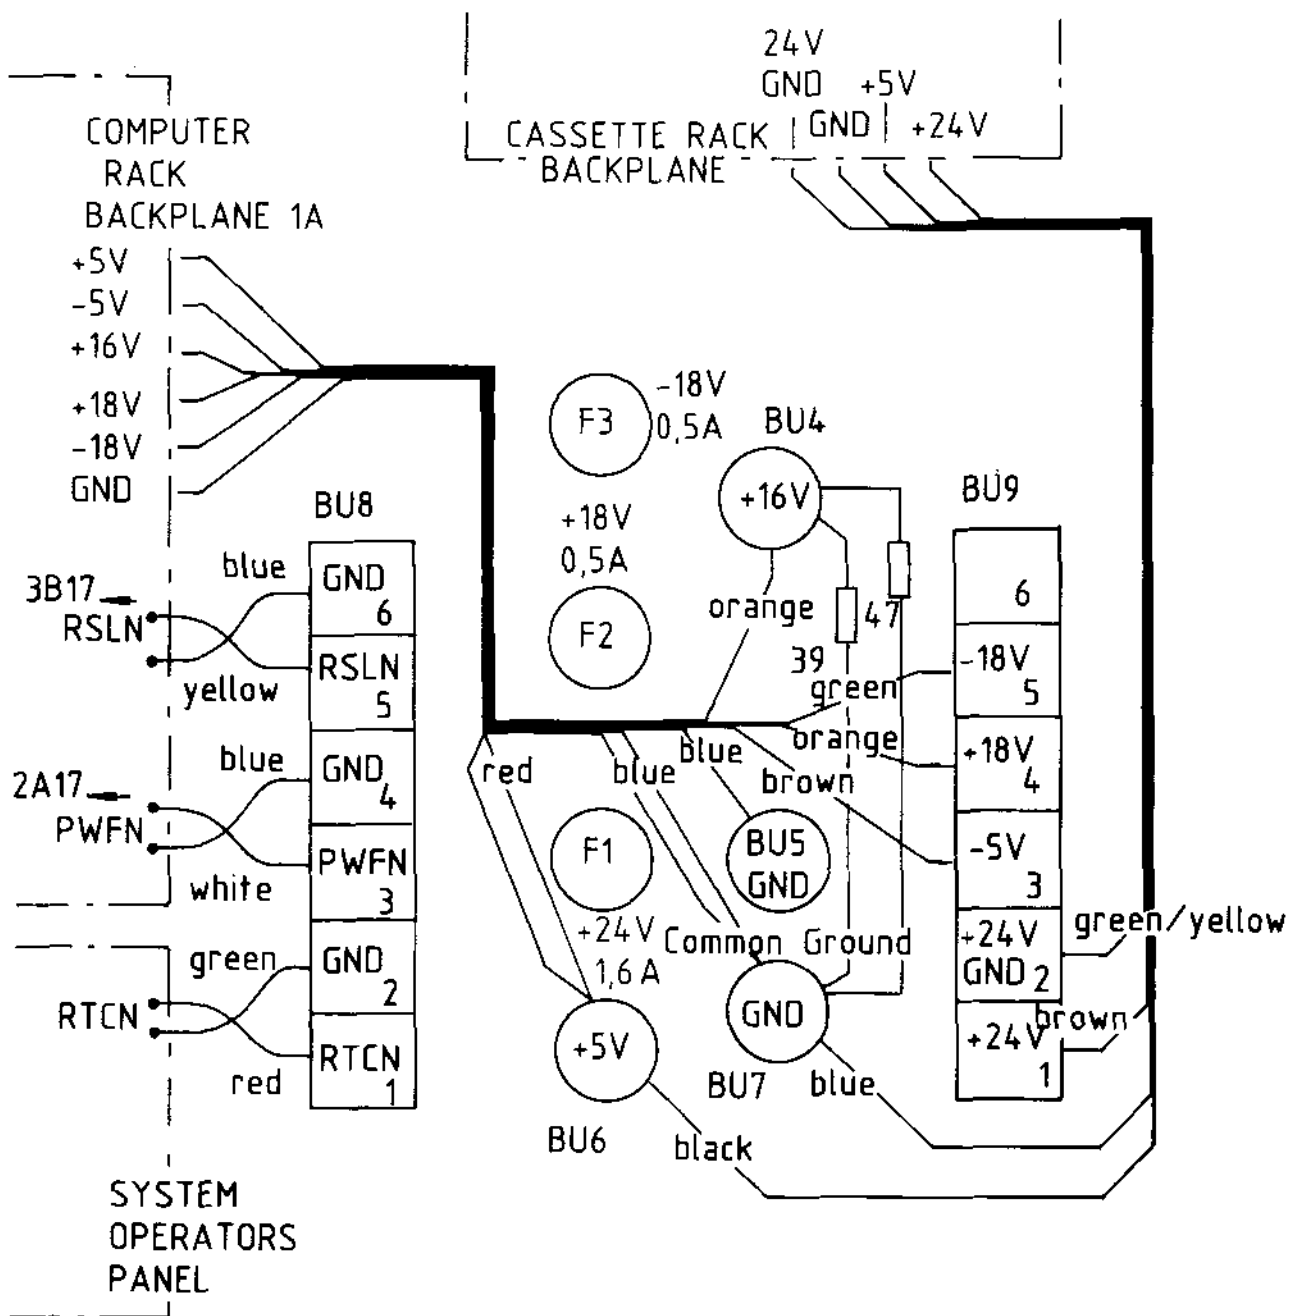 24V
GND +5V
CASSETTE RACK GND +24V
BACKPLANE
COMPUTER
RACK
BACKPLANE 1A
+5V
-5V
+16V
+18V
-18V
GND
F3
-18V
0,5A
BU4
+16V
BU8
BU9
+18V
0,5A
F2
3B17
RSLN
blue
yellow
GND
6
RSLN
5
2A17
PWFN
blue
white
GND
4
PWFN
3
RTCN
green
red
GND
2
RTCN
1
orange
47
39
green
orange
brown
blue
blue
red
6
-18V
5
+18V
4
-5V
3
+24V
GND 2
+24V
1
F1
+24V
1,6 A
BU5
GND
Common Ground
green/yellow
brown
GND
BU7
blue
+5V
BU6
black
SYSTEM
OPERATORS
PANEL